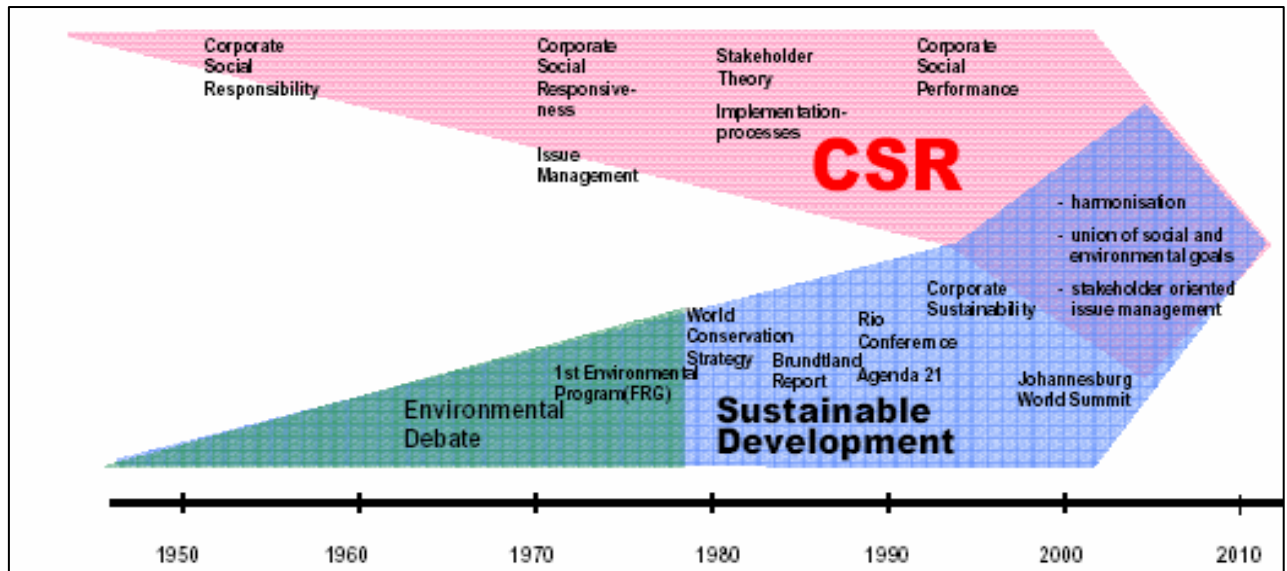 Corporate
Social
Responsibility
Corporate
Social
Responsive-
ness
Issue
Management
Stakeholder
Theory
Implementation-
processes
Corporate
Social
Performance
CSR
- harmonisation
- union of social and
environmental goals
- stakeholder oriented
issue management
Environmental
Debate
1st Environmental
Program(FRG)
World
Conservation
Strategy
Brundtland
Report
Rio
Conference
Agenda 21
Corporate
Sustainability
Johannesburg
World Summit
Sustainable
Development
1950 1960 1970 1980 1990 2000 2010